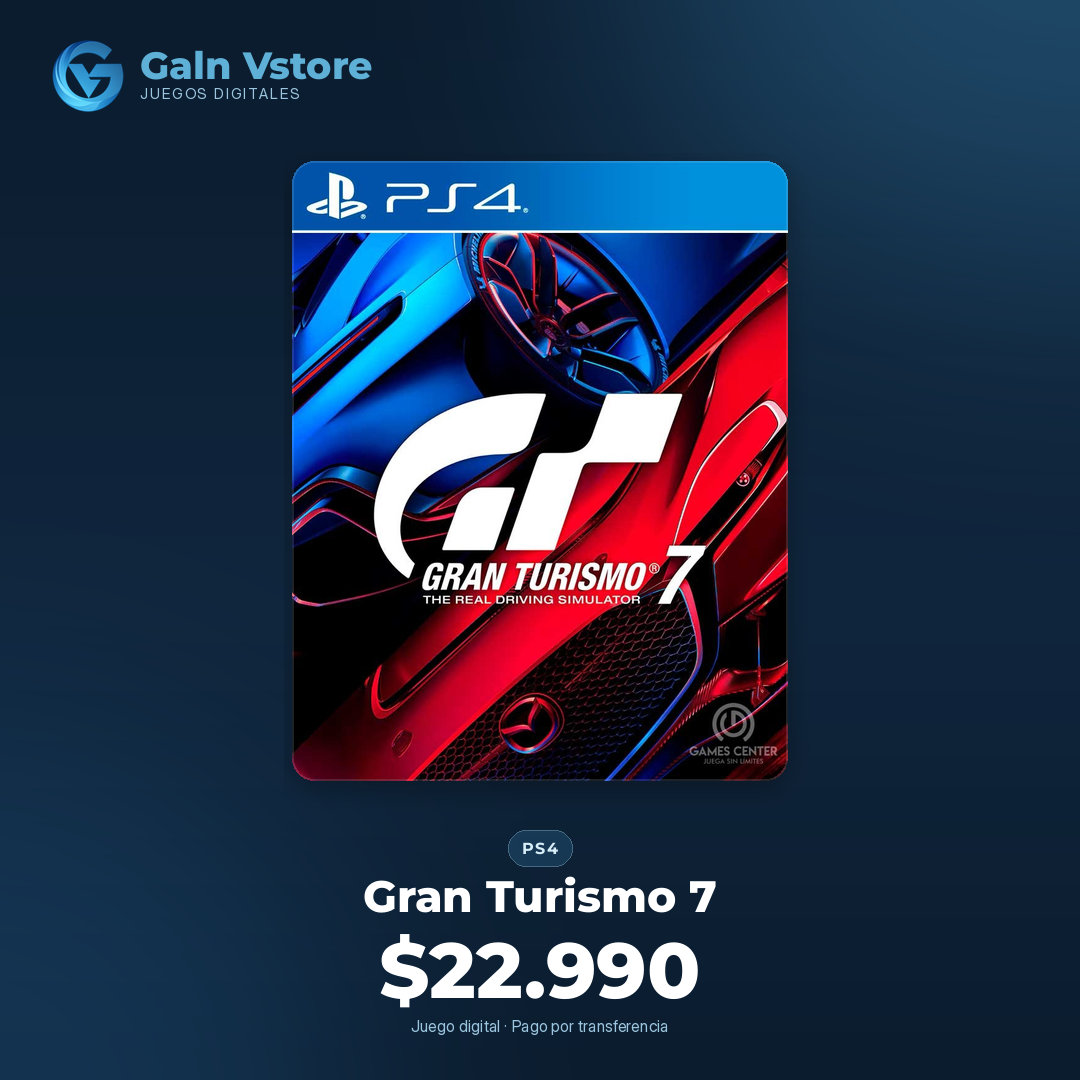 GaIn Vstore
JUEGOS DIGITALES
PS4
GRAN TURISMO® 7
THE REAL DRIVING SIMULATOR
GAMES CENTER
JUEGA SIN LIMITES
PS4
Gran Turismo 7
$22.990
Juego digital · Pago por transferencia